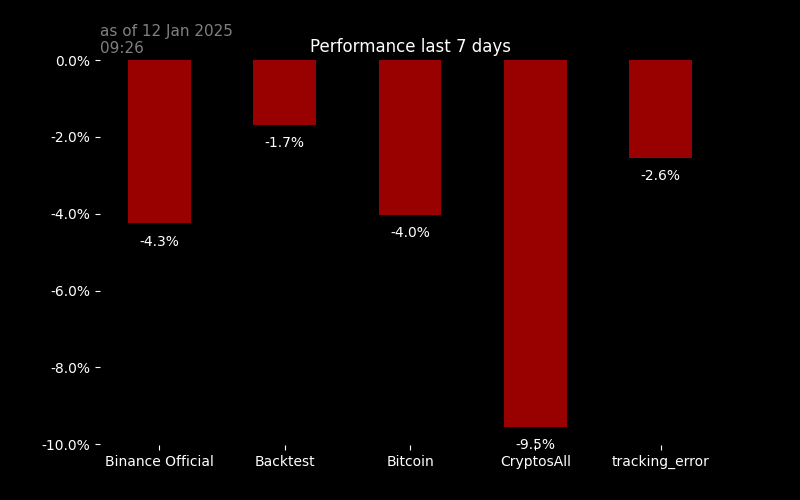 as of 12 Jan 2025
09:26
Performance last 7 days
0.0%
-2.0%
-4.0%
-6.0%
-8.0%
-10.0%
-4.3%
-1.7%
-4.0%
-9.5%
-2.6%
Binance Official
Backtest
Bitcoin
CryptosAll
tracking_error